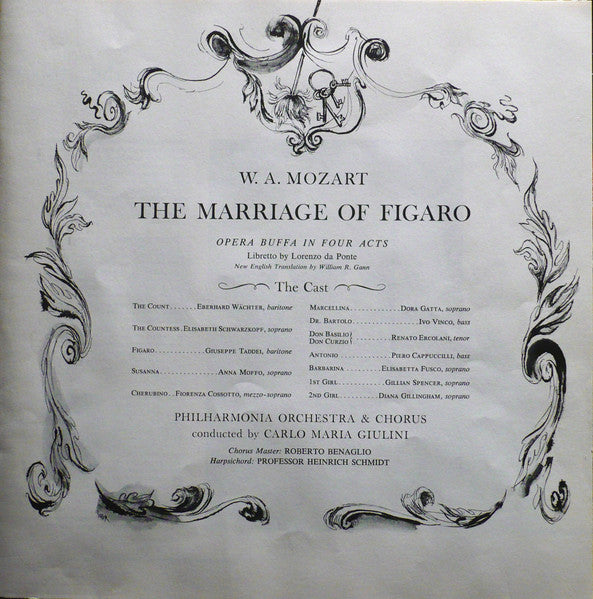 W. A. MOZART
THE MARRIAGE OF FIGARO
OPERA BUFFA IN FOUR ACTS
Libretto by Lorenzo da Ponte
New English Translation by William R. Gann
The Cast
THE COUNT.......EBERHARD WÄCHTER, baritone
THE COUNTESS.ELISABETH SCHWARZKOPF, soprano
FIGARO...........GIUSEPPE TADDEI, baritone
SUSANNA............ANNA MOFFO, soprano
CHERUBINO..FIORENZA COSSOTTO, mezzo-soprano
MARCELLINA............DORA GATTA, soprano
DR. BARTOLO................IVO VINCO, bass
DON BASILIO
DON CURZIO
RENATO ERCOLANI, tenor
ANTONIO............PIERO CAPPUCCILLI, bass
BARBARINA........ELISABETTA FUSCO, soprano
1ST GIRL..........GILLIAN SPENCER, soprano
2ND GIRL........DIANA GILLINGHAM, soprano
PHILHARMONIA ORCHESTRA & CHORUS
conducted by CARLO MARIA GIULINI
Chorus Master: ROBERTO BENAGLIO
Harpsichord: PROFESSOR HEINRICH SCHMIDT